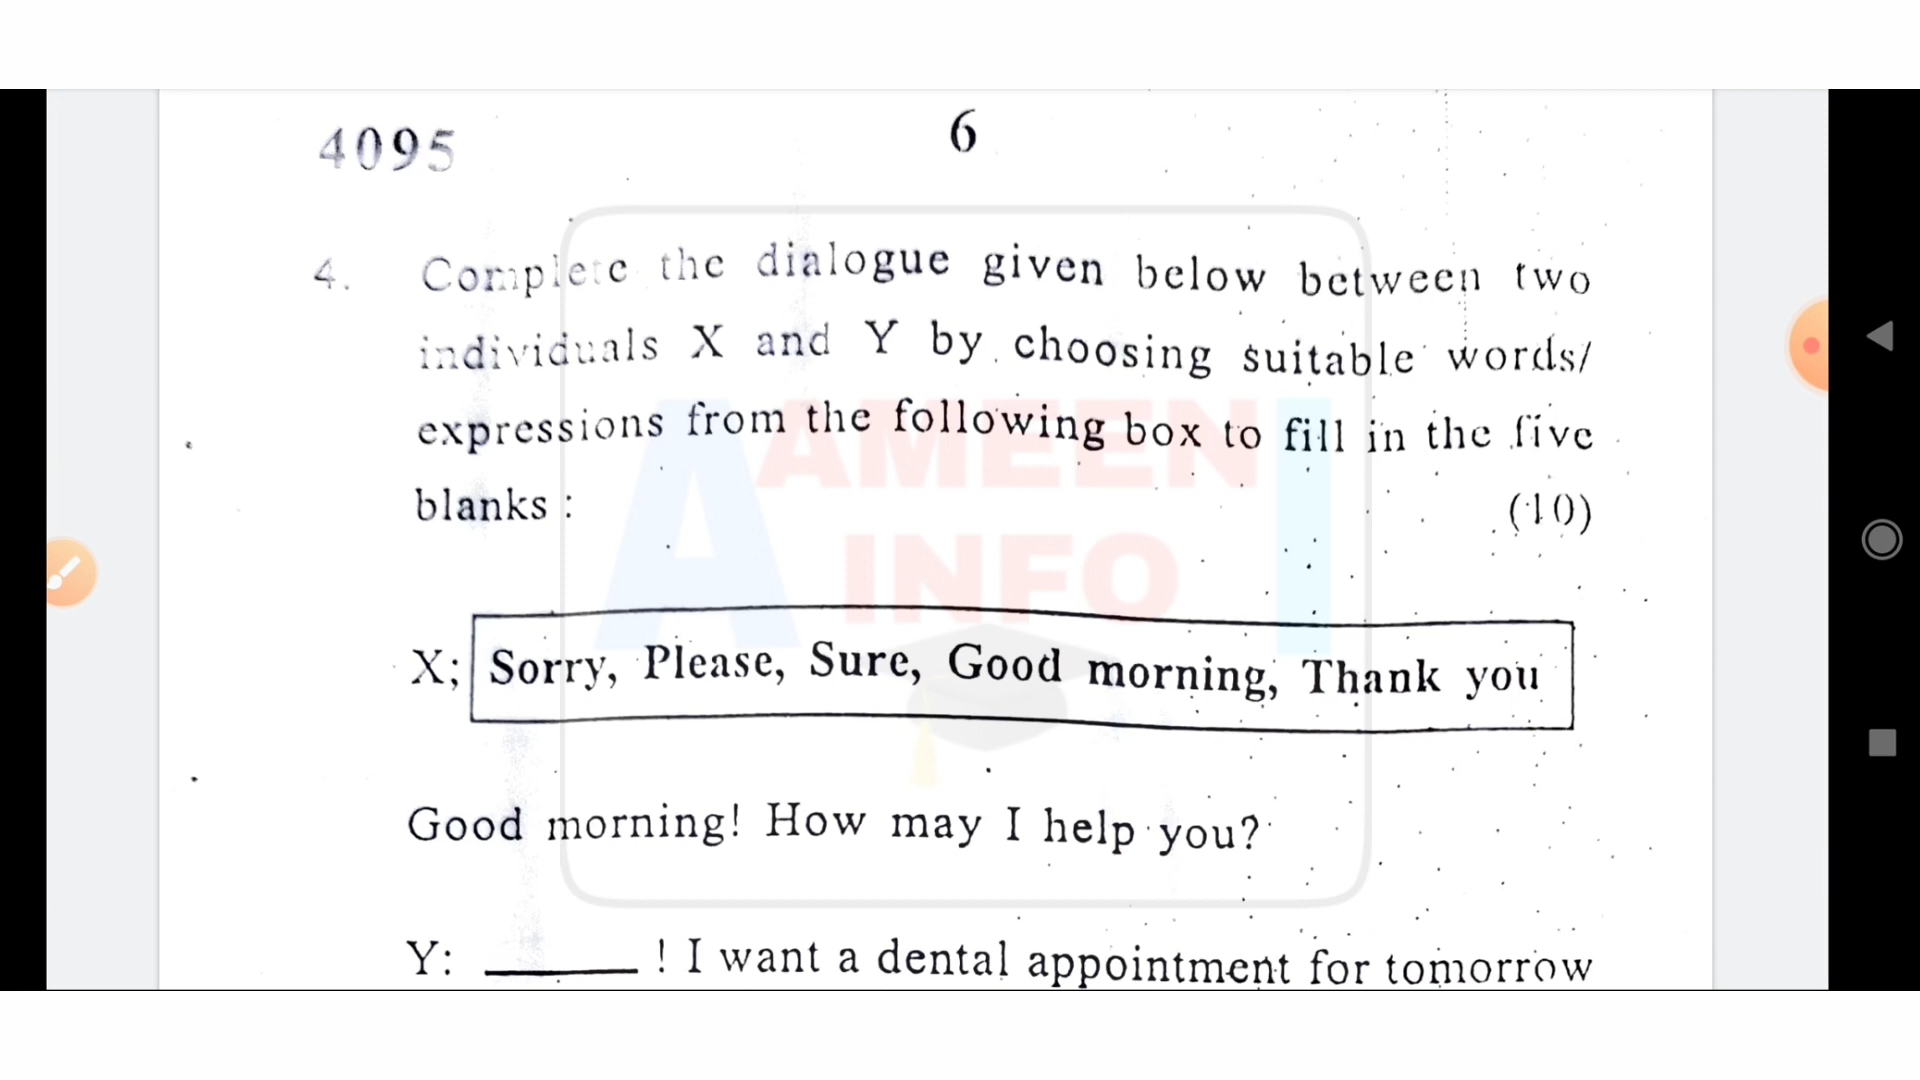 4095
6
4. Complete the dialogue given below between two
individuals X and Y by choosing suitable words/
expressions from the following box to fill in the five
blanks : (10)
AMEEN
INFO
X; Sorry, Please, Sure, Good morning, Thank you
Good morning! How may I help you?
Y: ______ ! I want a dental appointment for tomorrow